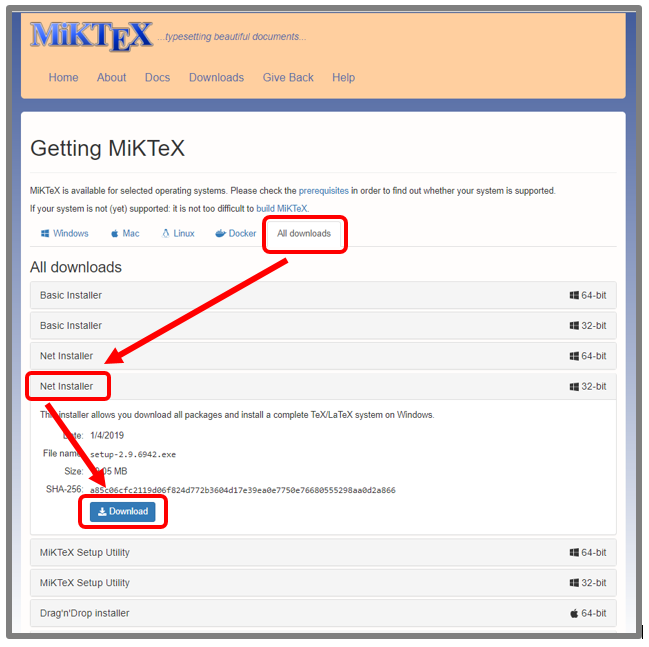 MiKTeX ...typesetting beautiful documents...
Home About Docs Downloads Give Back Help
Getting MiKTeX
MiKTeX is available for selected operating systems. Please check the prerequisites in order to find out whether your system is supported.
If your system is not (yet) supported: it is not too difficult to build MiKTeX.
Windows Mac Linux Docker All downloads
All downloads
Basic Installer 64-bit
Basic Installer 32-bit
Net Installer 64-bit
Net Installer 32-bit
This installer allows you download all packages and install a complete TeX/LaTeX system on Windows.
Date: 1/4/2019
File name: setup-2.9.6942.exe
Size: .05 MB
SHA-256: a85c06cfc2119d06f824d772b3604d17e39ea0e7750e76680555298aa0d2a866
Download
MiKTeX Setup Utility 64-bit
MiKTeX Setup Utility 32-bit
Drag'n'Drop installer 64-bit